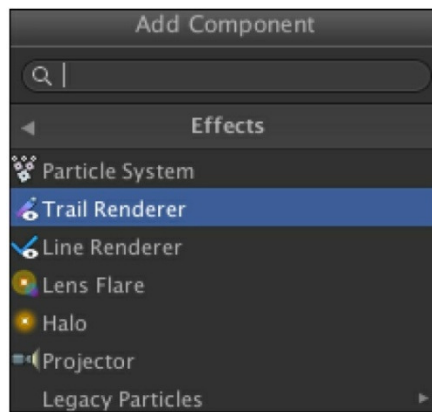 Add Component
Effects
Particle System
Trail Renderer
Line Renderer
Lens Flare
Halo
Projector
Legacy Particles